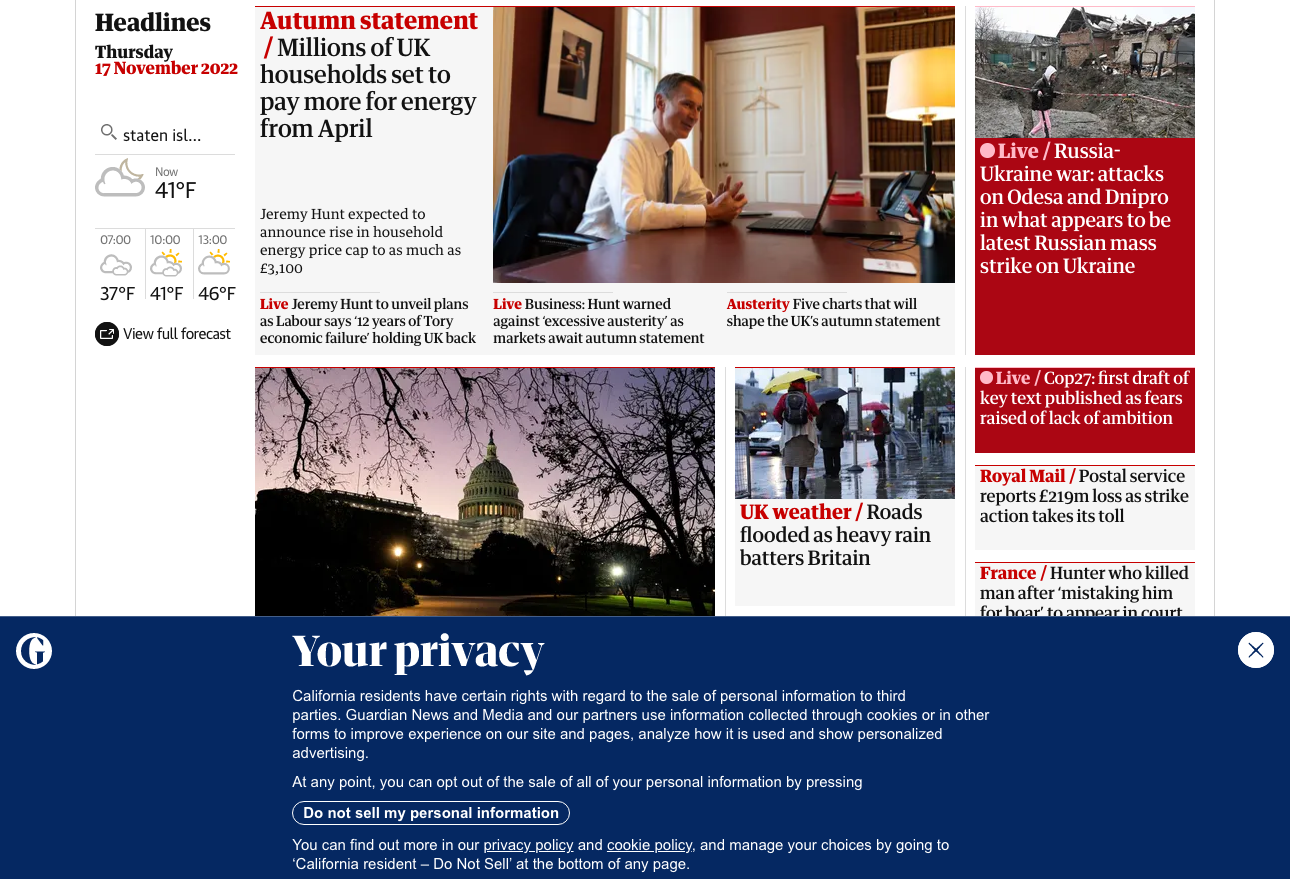 Headlines
Thursday
17 November 2022
staten isl...
Now
41°F
07:00
37°F
10:00
41°F
13:00
46°F
View full forecast
Autumn statement
/ Millions of UK
households set to
pay more for energy
from April
Jeremy Hunt expected to
announce rise in household
energy price cap to as much as
£3,100
Live Jeremy Hunt to unveil plans
as Labour says ‘12 years of Tory
economic failure’ holding UK back
Live Business: Hunt warned
against ‘excessive austerity’ as
markets await autumn statement
Austerity Five charts that will
shape the UK’s autumn statement
Live / Russia-
Ukraine war: attacks
on Odesa and Dnipro
in what appears to be
latest Russian mass
strike on Ukraine
UK weather / Roads
flooded as heavy rain
batters Britain
Live / Cop27: first draft of
key text published as fears
raised of lack of ambition
Royal Mail / Postal service
reports £219m loss as strike
action takes its toll
France / Hunter who killed
man after ‘mistaking him
for boar’ to appear in court
G
Your privacy
California residents have certain rights with regard to the sale of personal information to third
parties. Guardian News and Media and our partners use information collected through cookies or in other
forms to improve experience on our site and pages, analyze how it is used and show personalized
advertising.
At any point, you can opt out of the sale of all of your personal information by pressing
Do not sell my personal information
You can find out more in our privacy policy and cookie policy, and manage your choices by going to
‘California resident – Do Not Sell’ at the bottom of any page.